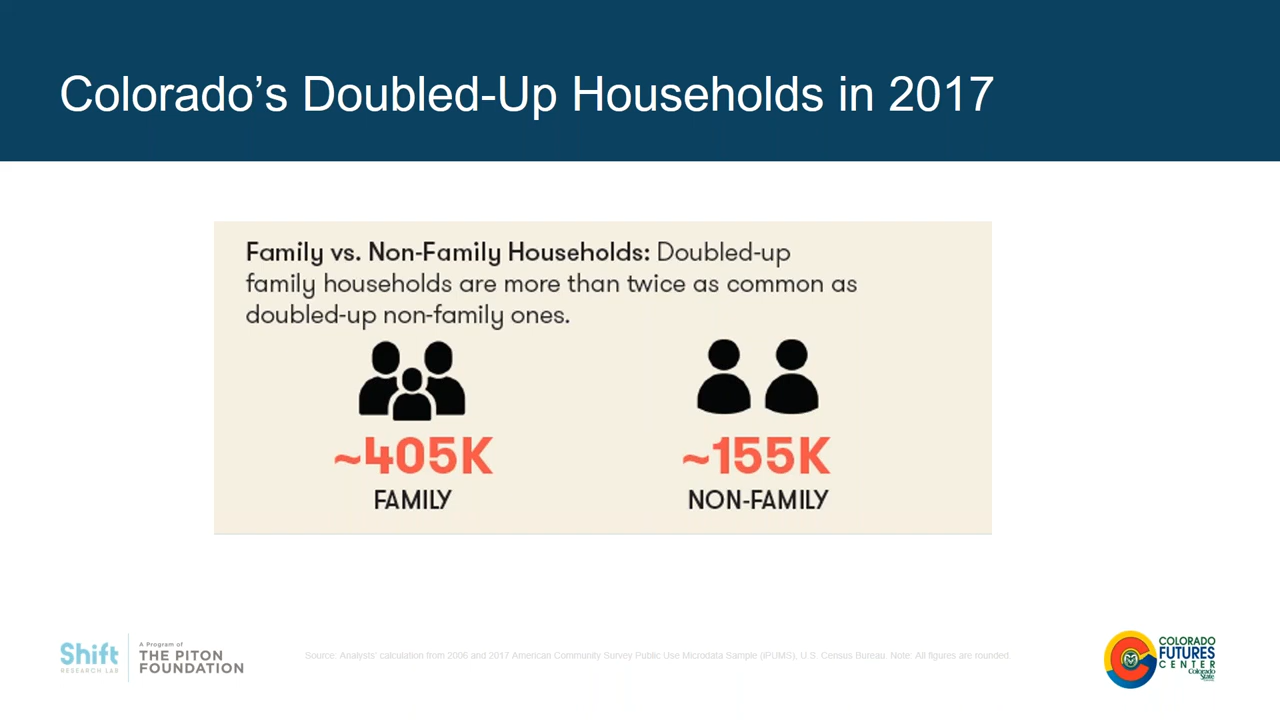 Colorado’s Doubled-Up Households in 2017
Family vs. Non-Family Households: Doubled-up
family households are more than twice as common as
doubled-up non-family ones.
~405K
FAMILY
~155K
NON-FAMILY
Shift
RESEARCH LAB
A Program of
THE PITON
FOUNDATION
Source: Analysts' calculation from 2006 and 2017 American Community Survey Public Use Microdata Sample (iPUMS), U.S. Census Bureau. Note: All figures are rounded.
COLORADO
FUTURES
CENTER
Colorado
State